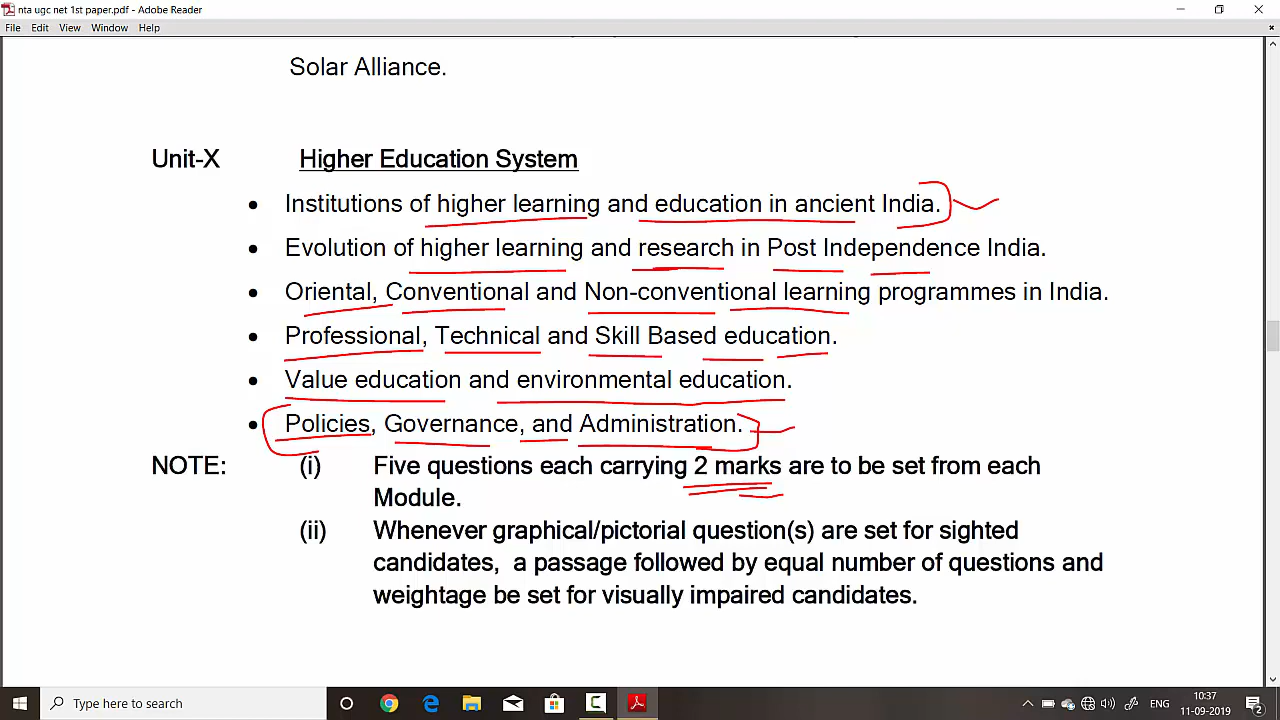 nta ugc net 1st paper.pdf - Adobe Reader
File Edit View Window Help
Solar Alliance.
Unit-X Higher Education System
• Institutions of higher learning and education in ancient India.
• Evolution of higher learning and research in Post Independence India.
• Oriental, Conventional and Non-conventional learning programmes in India.
• Professional, Technical and Skill Based education.
• Value education and environmental education.
• Policies, Governance, and Administration.
NOTE: (i) Five questions each carrying 2 marks are to be set from each
Module.
(ii) Whenever graphical/pictorial question(s) are set for sighted
candidates, a passage followed by equal number of questions and
weightage be set for visually impaired candidates.
Type here to search
ENG
10:37
11-09-2019
2